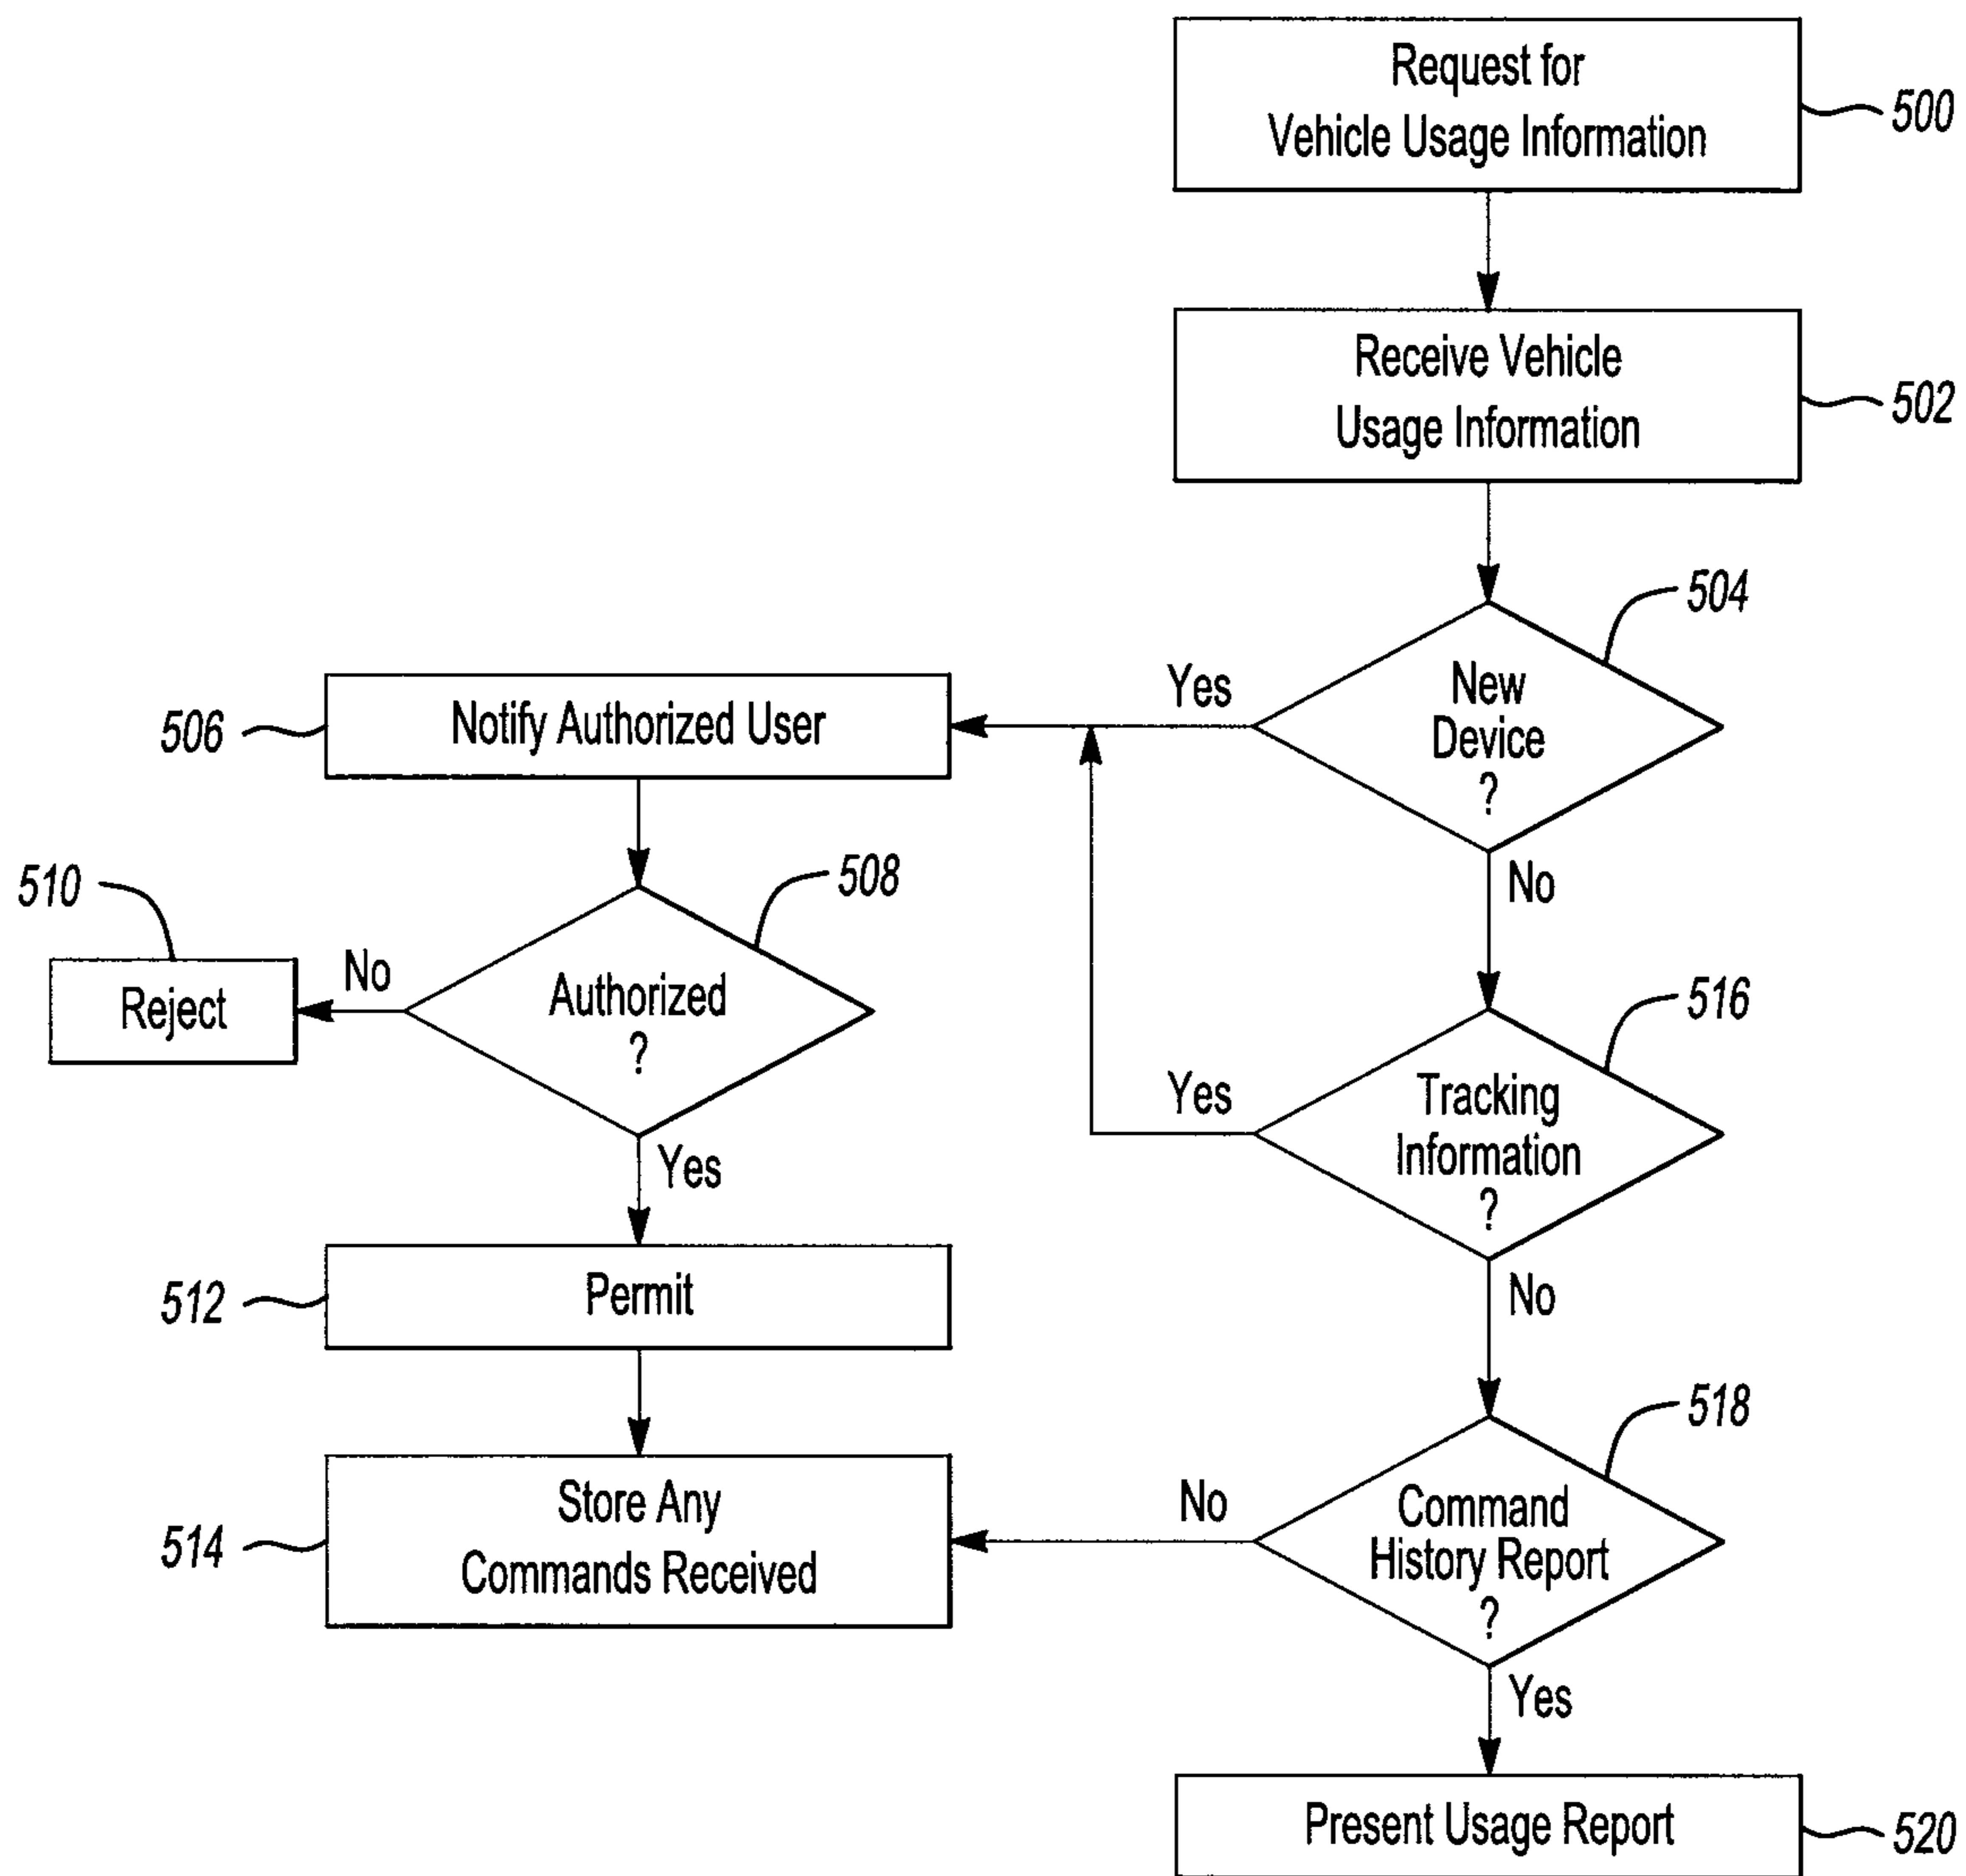 Request for
Vehicle Usage Information
500
Receive Vehicle
Usage Information
502
504
New
Device
?
Yes
No
506
Notify Authorized User
510
508
Reject
No
Authorized
?
Yes
516
Tracking
Information
?
Yes
No
512
Permit
518
514
Store Any
Commands Received
No
Command
History Report
?
Yes
Present Usage Report
520